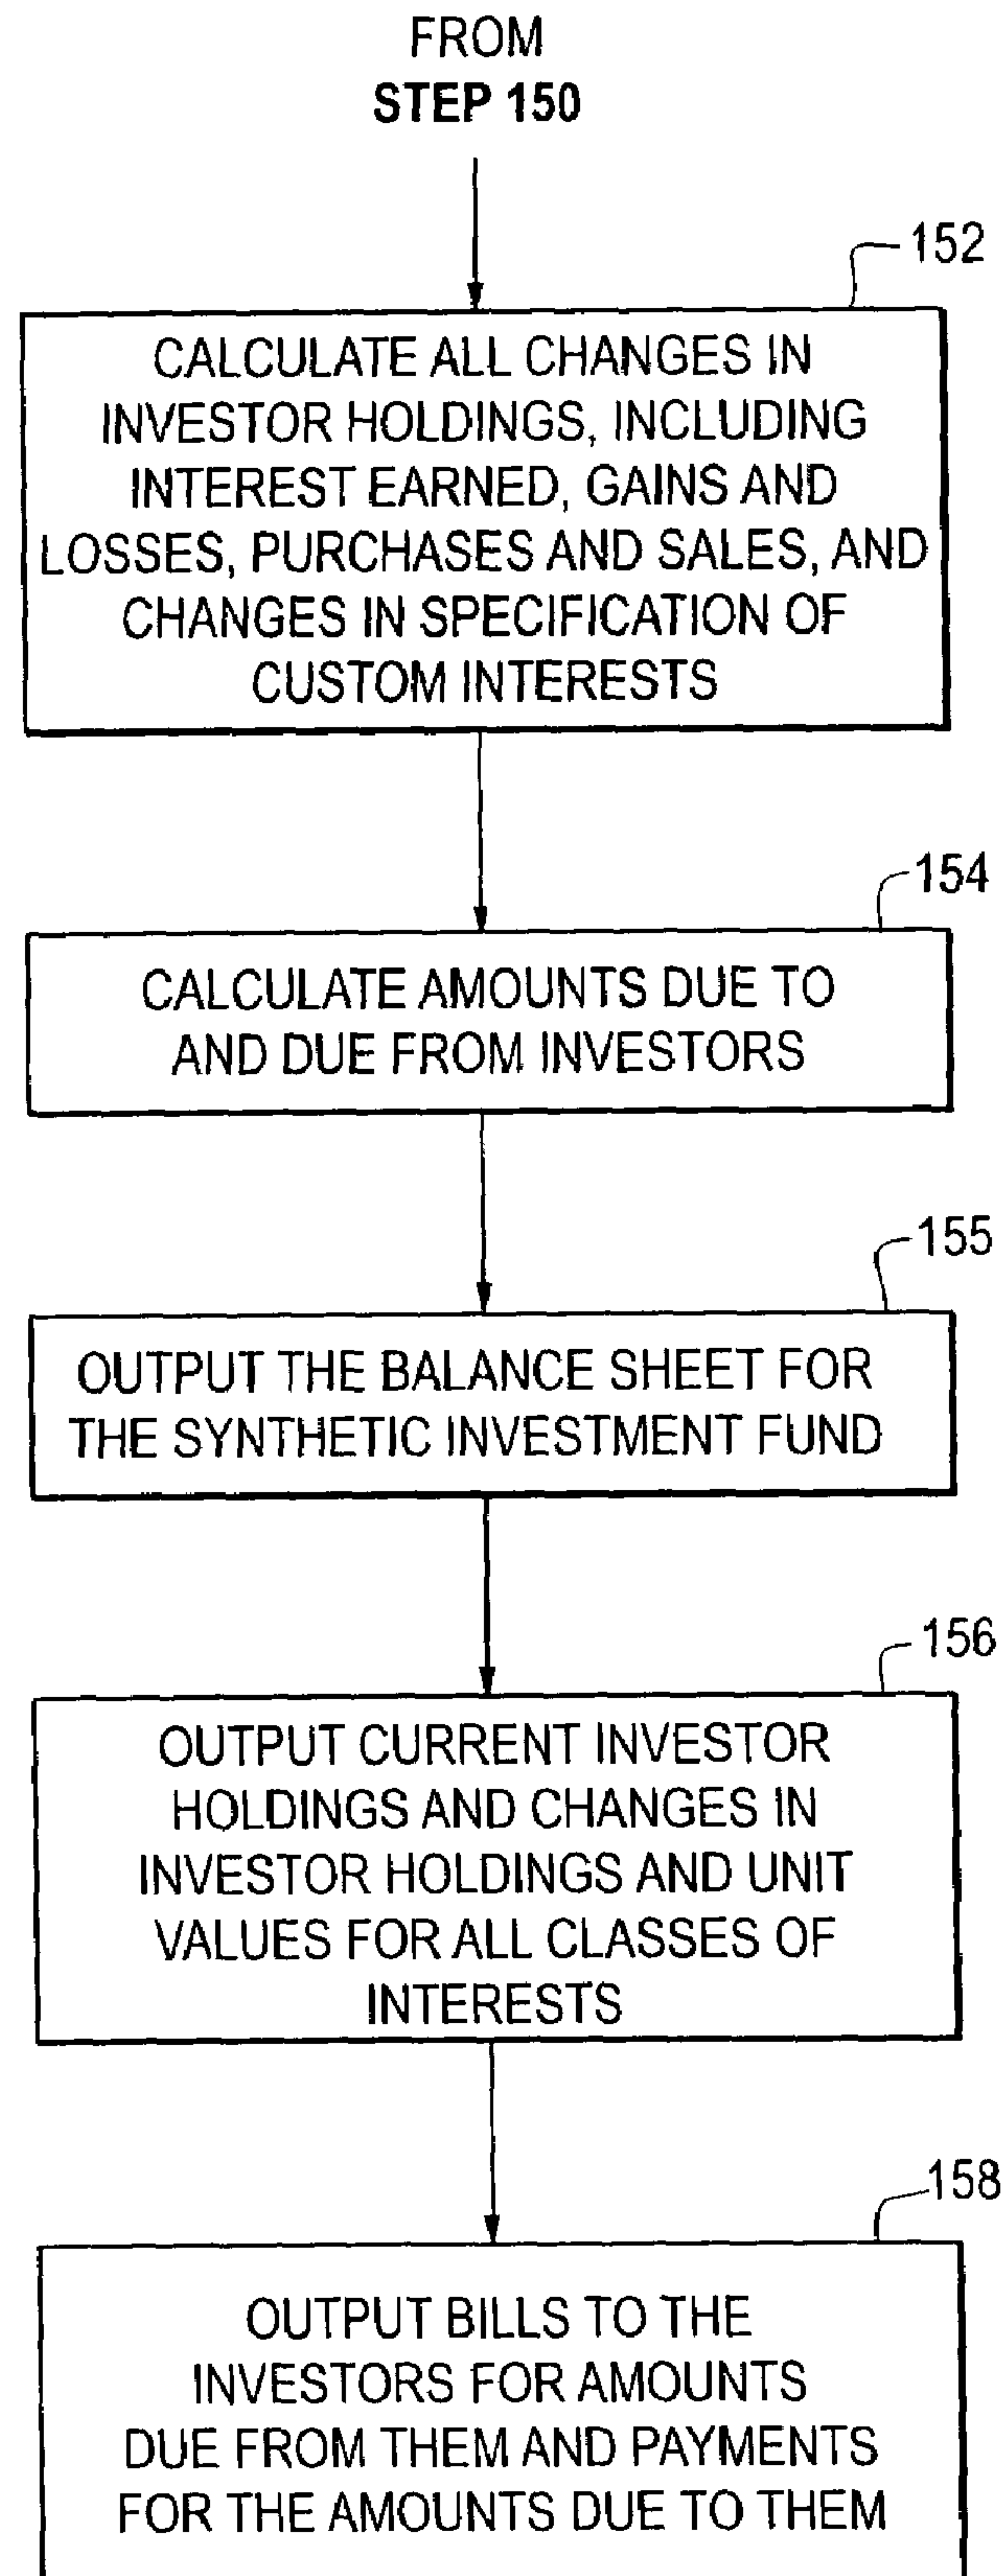 FROM
STEP 150
152
CALCULATE ALL CHANGES IN
INVESTOR HOLDINGS, INCLUDING
INTEREST EARNED, GAINS AND
LOSSES, PURCHASES AND SALES, AND
CHANGES IN SPECIFICATION OF
CUSTOM INTERESTS
154
CALCULATE AMOUNTS DUE TO
AND DUE FROM INVESTORS
155
OUTPUT THE BALANCE SHEET FOR
THE SYNTHETIC INVESTMENT FUND
156
OUTPUT CURRENT INVESTOR
HOLDINGS AND CHANGES IN
INVESTOR HOLDINGS AND UNIT
VALUES FOR ALL CLASSES OF
INTERESTS
158
OUTPUT BILLS TO THE
INVESTORS FOR AMOUNTS
DUE FROM THEM AND PAYMENTS
FOR THE AMOUNTS DUE TO THEM